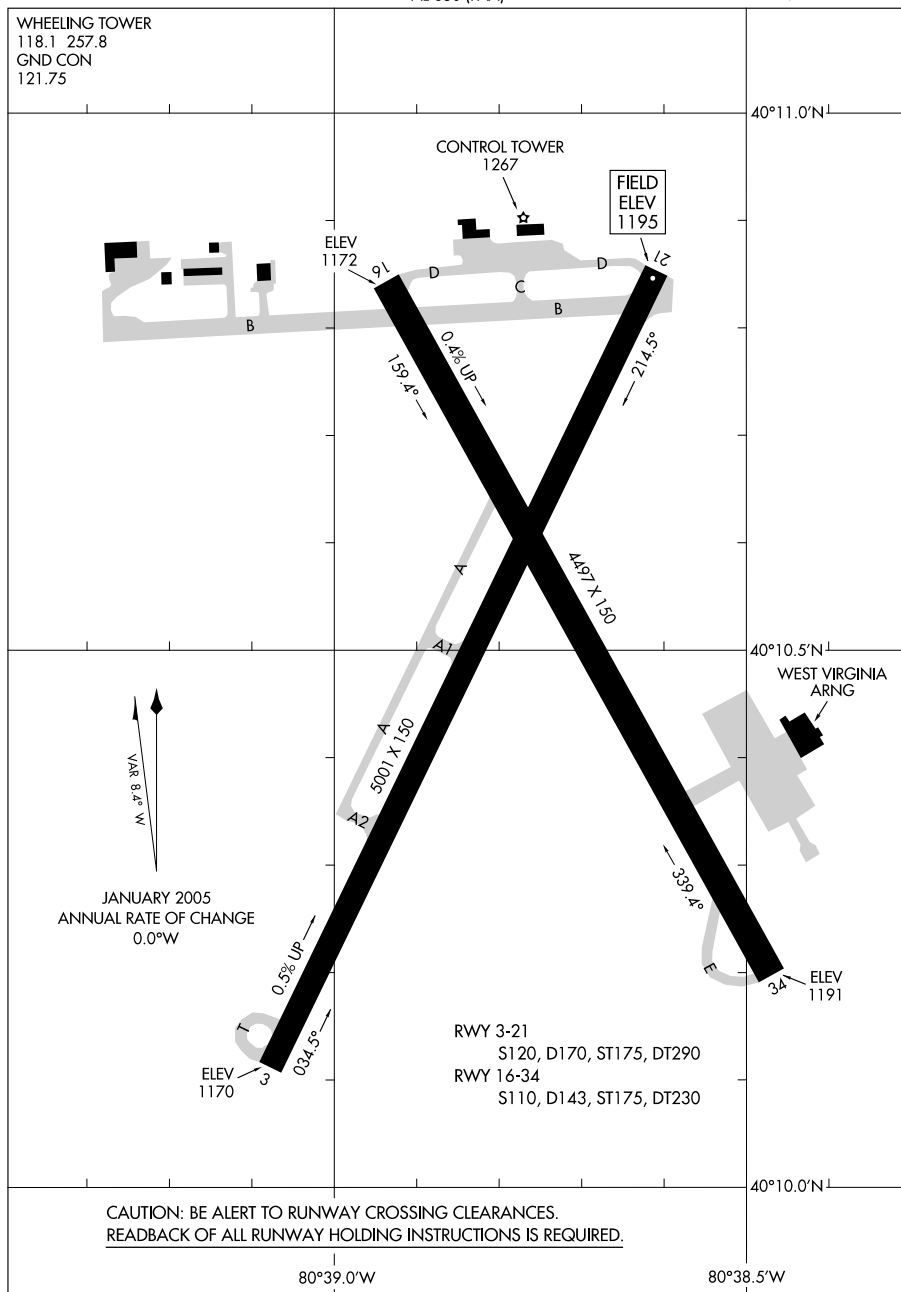 WHEELING TOWER
118.1 257.8
GND CON
121.75
40°11.0'N
CONTROL TOWER
1267
FIELD
ELEV
1195
ELEV
1172
16
21
D
D
C
B
B
0.4% UP
159.4°
214.5°
A
4497 X 150
A1
40°10.5'N
WEST VIRGINIA
ARNG
A
5001 X 150
VAR 8.4° W
A2
JANUARY 2005
ANNUAL RATE OF CHANGE
0.0°W
339.4°
0.5% UP
E
34
ELEV
1191
T
034.5°
RWY 3-21
S120, D170, ST175, DT290
RWY 16-34
S110, D143, ST175, DT230
ELEV
1170
3
40°10.0'N
CAUTION: BE ALERT TO RUNWAY CROSSING CLEARANCES.
READBACK OF ALL RUNWAY HOLDING INSTRUCTIONS IS REQUIRED.
80°39.0'W
80°38.5'W